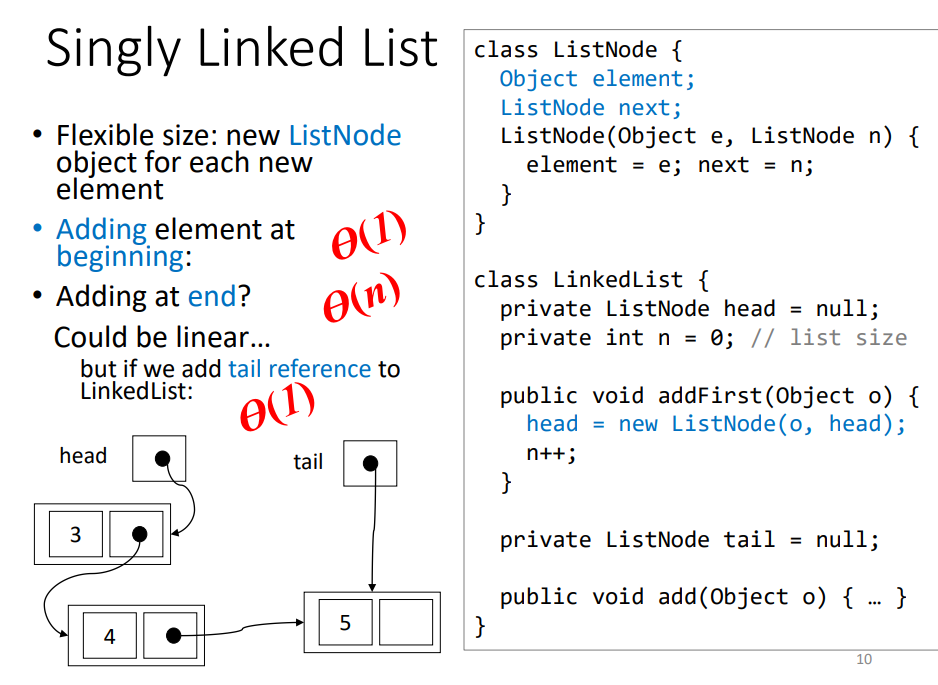 Singly Linked List
• Flexible size: new ListNode
object for each new
element
• Adding element at
beginning:
Θ(1)
• Adding at end?
Θ(n)
Could be linear…
but if we add tail reference to
LinkedList:
Θ(1)
head
tail
3
4
5
class ListNode {
  Object element;
  ListNode next;
  ListNode(Object e, ListNode n) {
    element = e; next = n;
  }
}
class LinkedList {
  private ListNode head = null;
  private int n = 0; // list size
  public void addFirst(Object o) {
    head = new ListNode(o, head);
    n++;
  }
  private ListNode tail = null;
  public void add(Object o) { … }
}
10